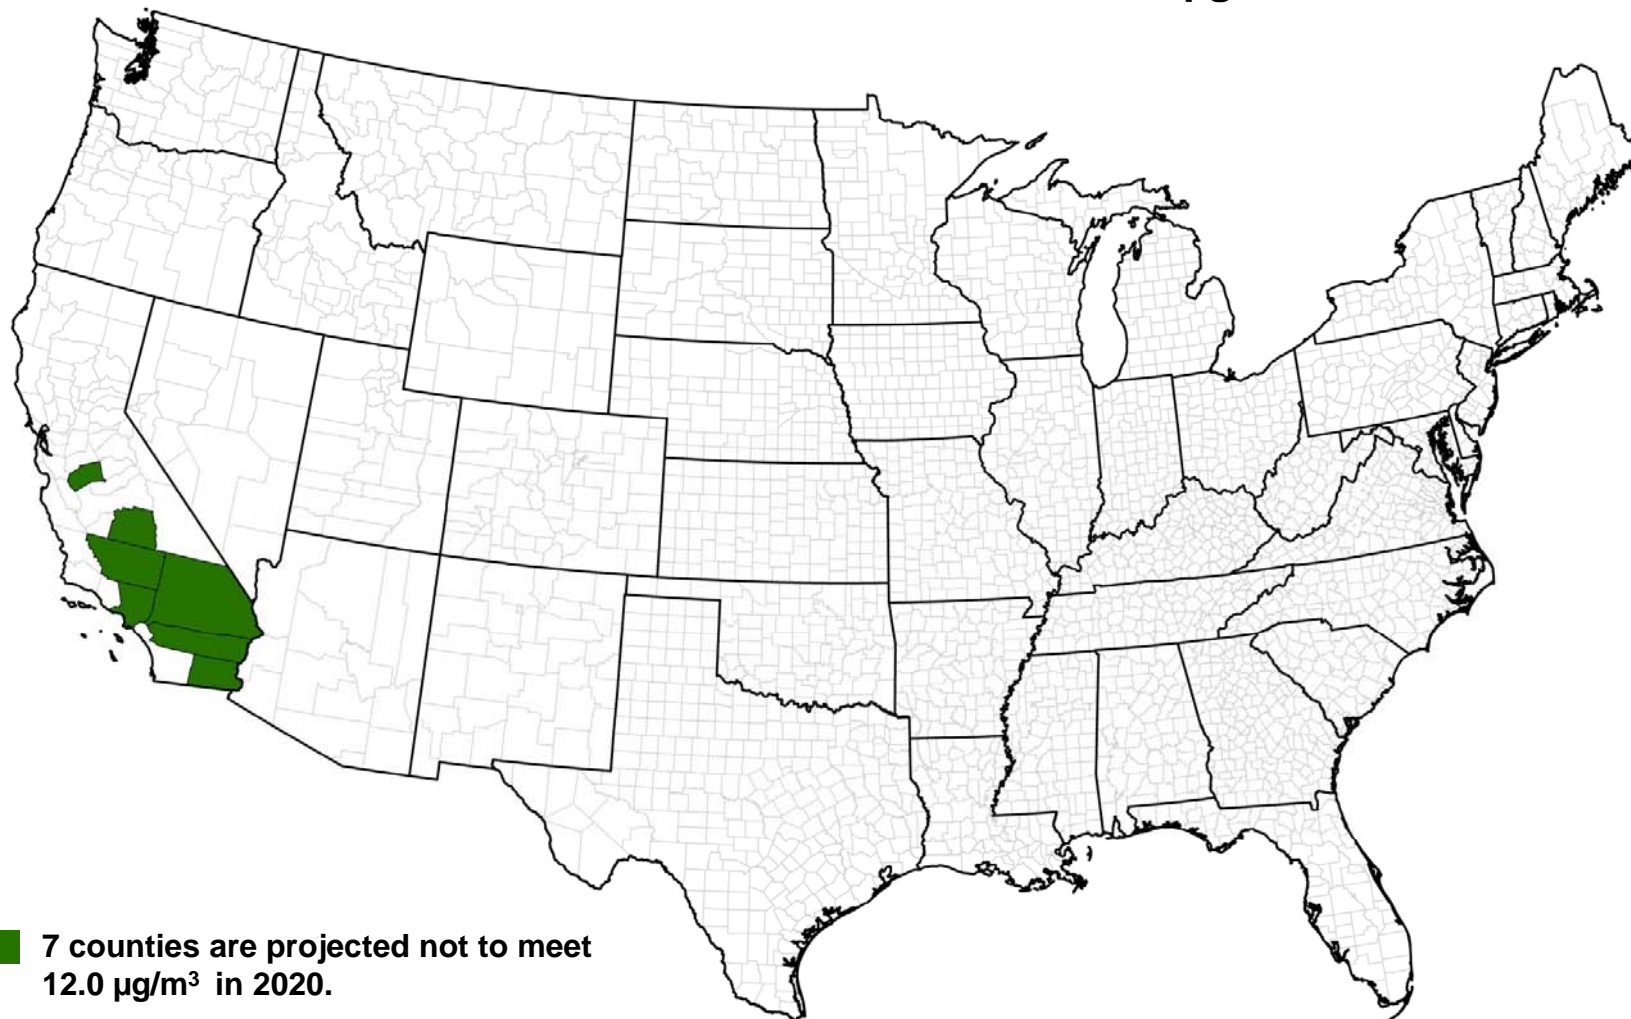 7 counties are projected not to meet
12.0 µg/m³ in 2020.